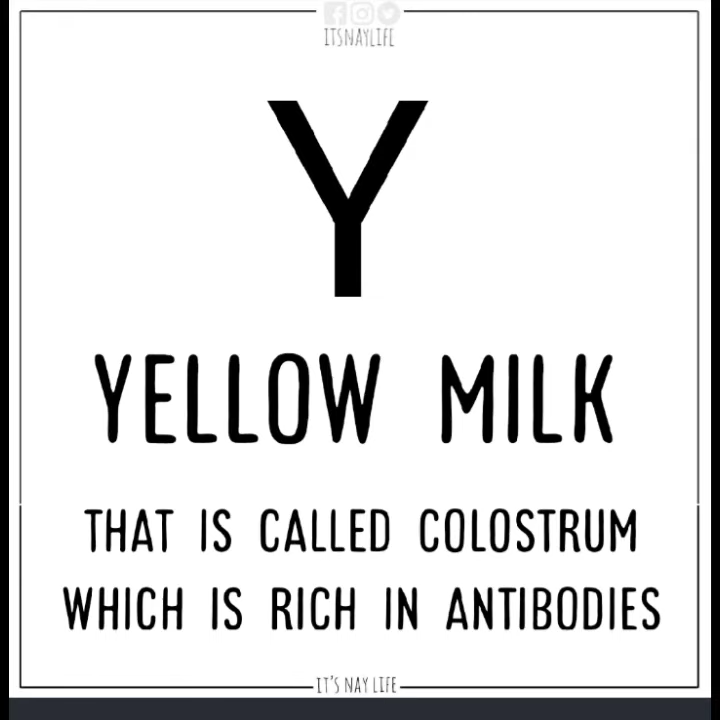 ITSNAYLIFE
Y
YELLOW MILK
THAT IS CALLED COLOSTRUM
WHICH IS RICH IN ANTIBODIES
IT'S NAY LIFE